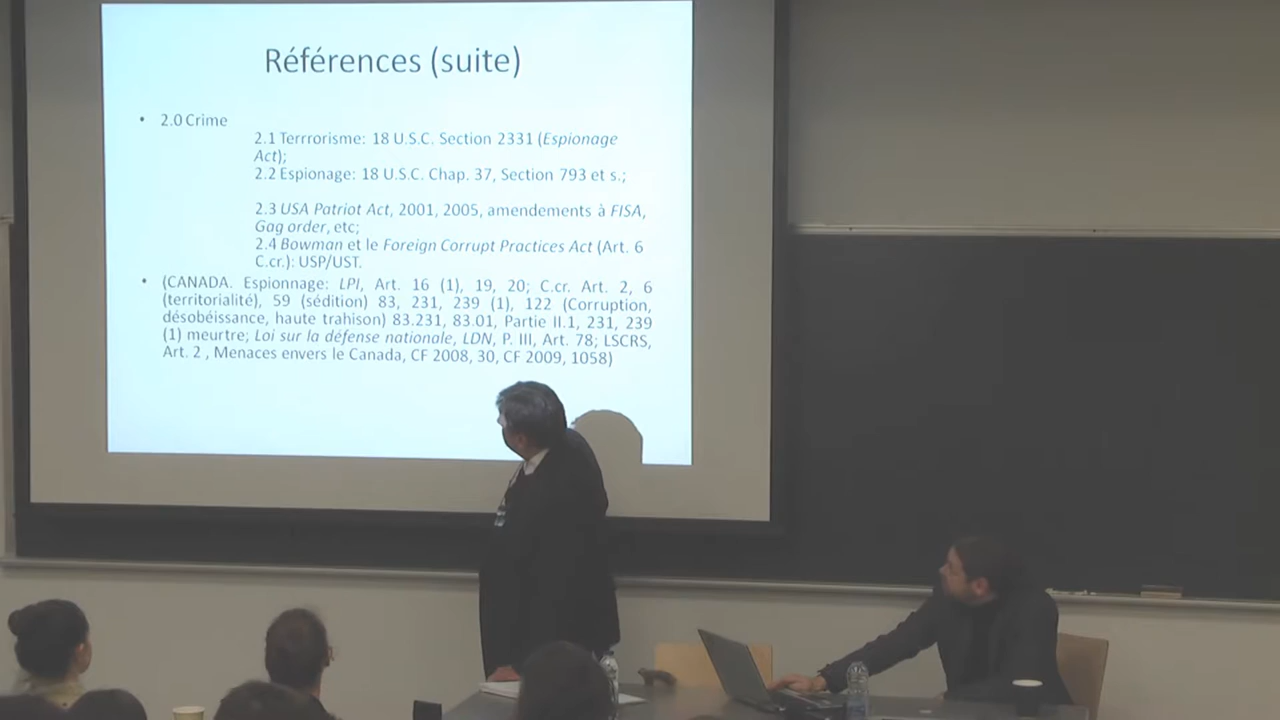 Références (suite)
• 2.0 Crime
2.1 Terrrorisme: 18 U.S.C. Section 2331 (Espionage
Act);
2.2 Espionage: 18 U.S.C. Chap. 37, Section 793 et s.;
2.3 USA Patriot Act, 2001, 2005, amendements à FISA,
Gag order, etc;
2.4 Bowman et le Foreign Corrupt Practices Act (Art. 6
C.cr.): USP/UST.
• (CANADA. Espionnage: LPI, Art. 16 (1), 19, 20; C.cr. Art. 2, 6
(territorialité), 59 (sédition) 83, 231, 239 (1), 122 (Corruption,
désobéissance, haute trahison) 83.231, 83.01, Partie II.1, 231, 239
(1) meurtre; Loi sur la défense nationale, LDN, P. III, Art. 78; LSCRS,
Art. 2 , Menaces envers le Canada, CF 2008, 30, CF 2009, 1058)